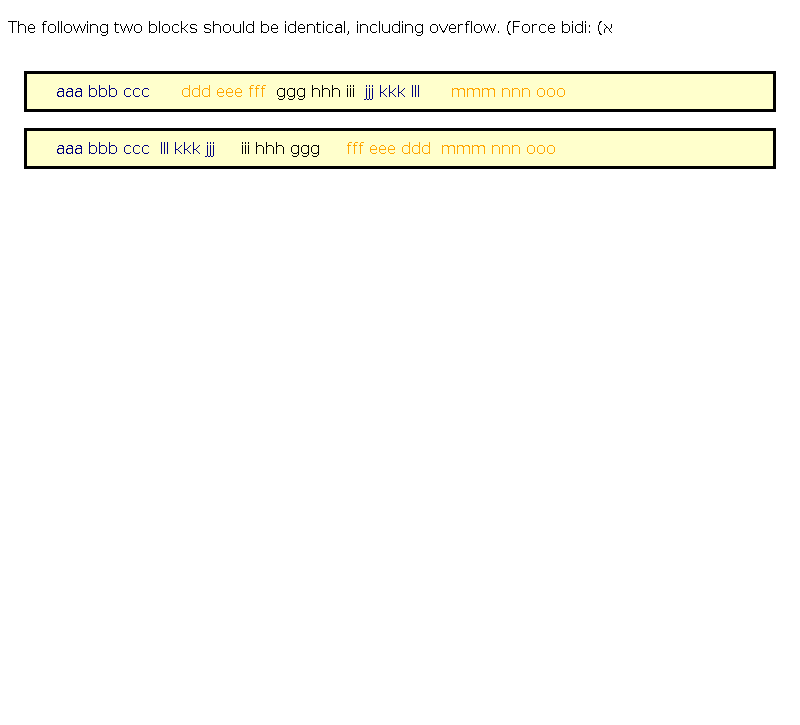 The following two blocks should be identical, including overflow. (Force bidi: (א
aaa bbb ccc ddd eee fff ggg hhh iii jjj kkk lll mmm nnn ooo
aaa bbb ccc lll kkk jjj iii hhh ggg fff eee ddd mmm nnn ooo